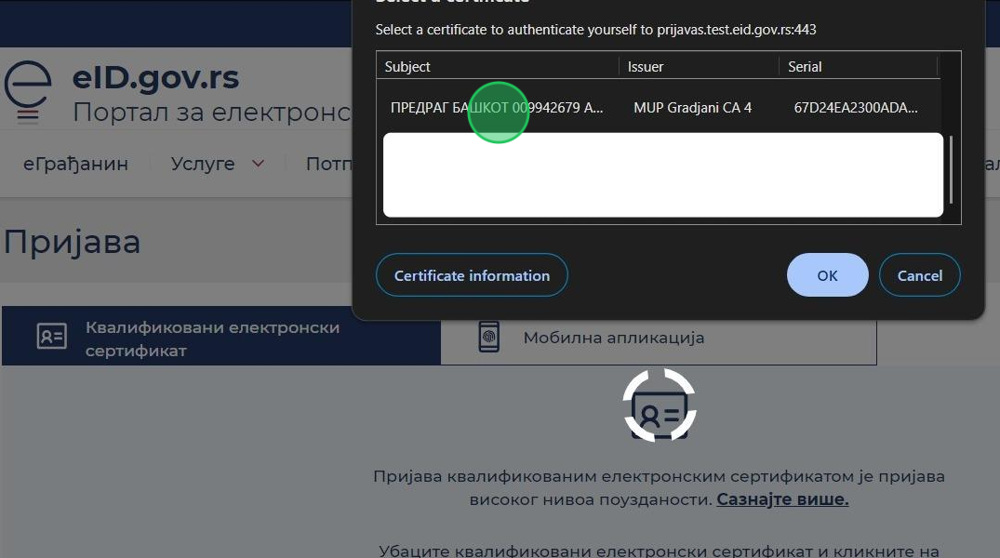 Select a certificate to authenticate yourself to prijavas.test.eid.gov.rs:443
Subject Issuer Serial
ПРЕДРАГ БАШКОТ 009942679 А... MUP Gradjani CA 4 67D24EA2300ADA...
Certificate information OK Cancel
eID.gov.rs
Портал за електронс
еГрађанин Услуге Потп
Пријава
Квалификовани електронски
сертификат
Мобилна апликација
Пријава квалификованим електронским сертификатом је пријава
високог нивоа поузданости. Сазнајте више.
Убаците квалификовани електронски сертификат и кликните на